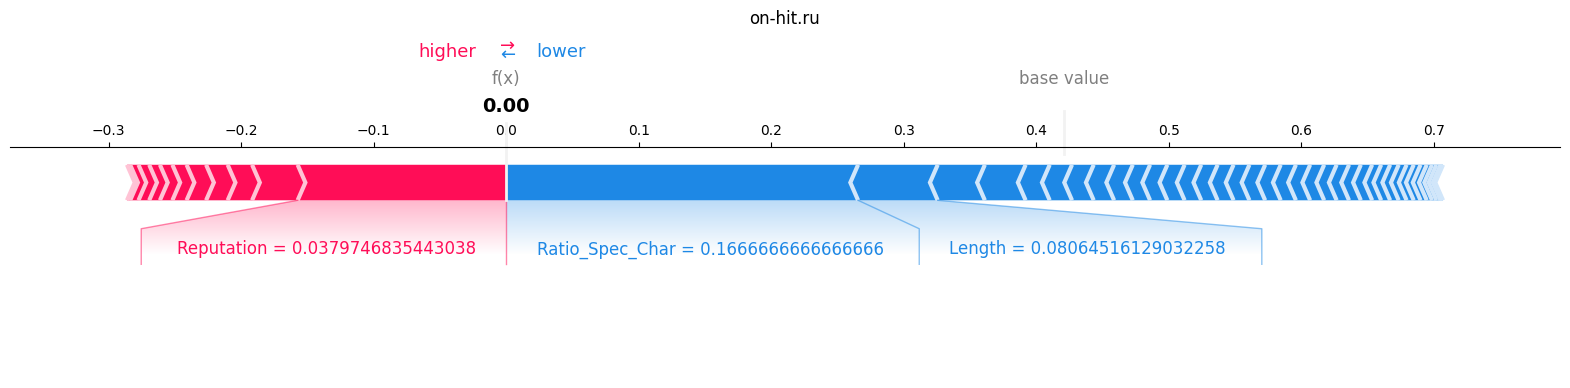 on-hit.ru
higher → ← lower
f(x) base value
0.00
−0.3 −0.2 −0.1 0.0 0.1 0.2 0.3 0.4 0.5 0.6 0.7
Reputation = 0.0379746835443038 Ratio_Spec_Char = 0.1666666666666666 Length = 0.08064516129032258